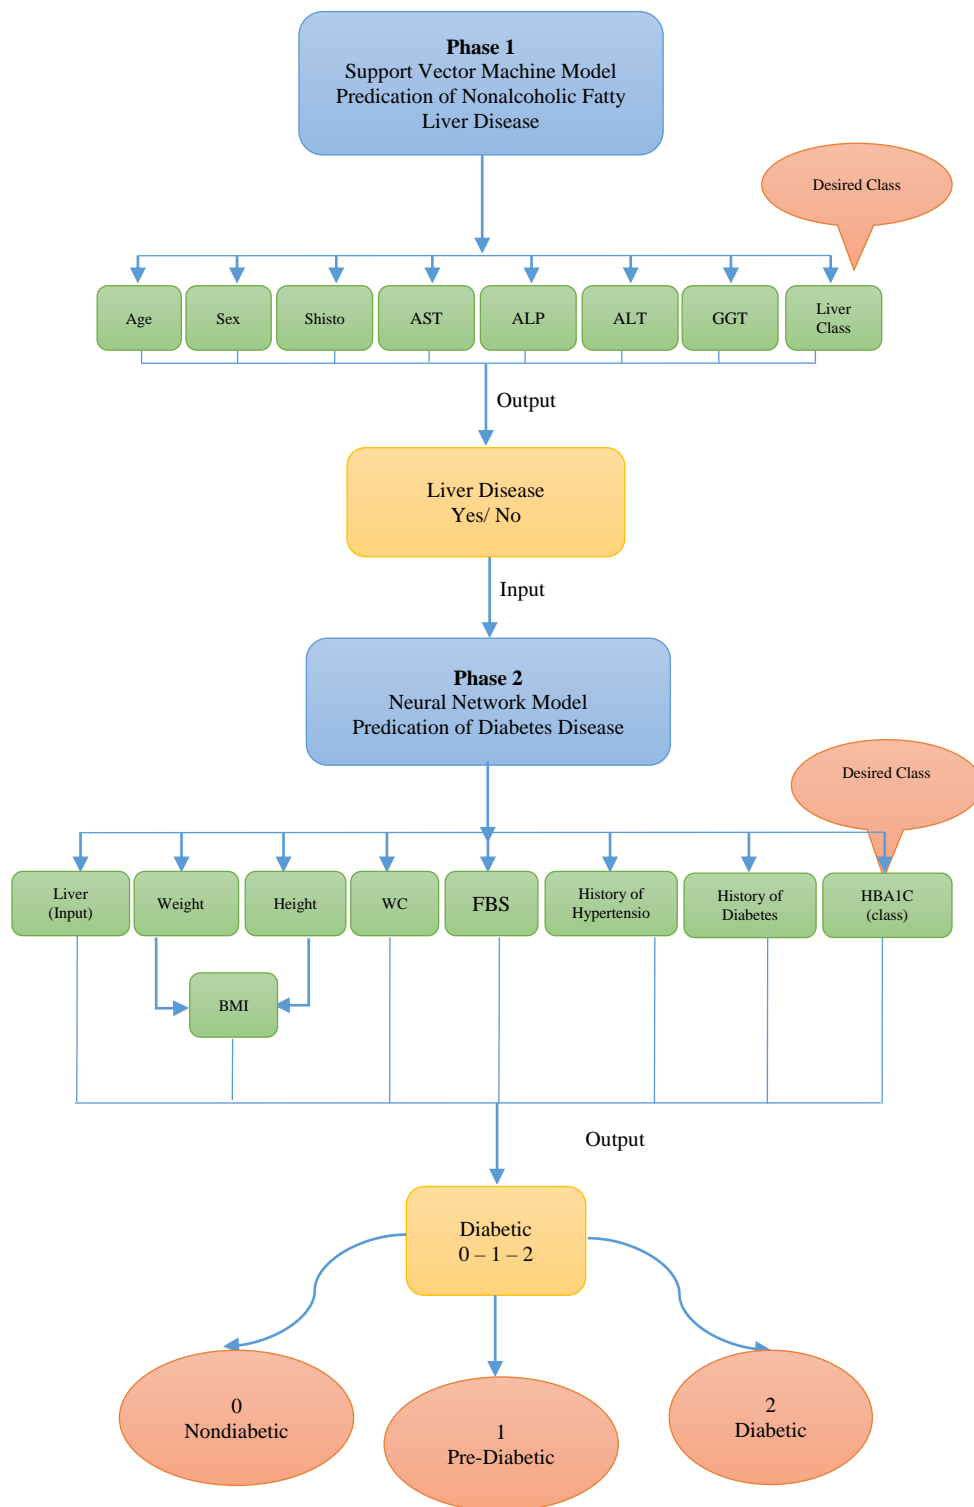 Phase 1
Support Vector Machine Model
Predication of Nonalcoholic Fatty
Liver Disease
Desired Class
Age
Sex
Shisto
AST
ALP
ALT
GGT
Liver
Class
Output
Liver Disease
Yes/ No
Input
Phase 2
Neural Network Model
Predication of Diabetes Disease
Desired Class
Liver
(Input)
Weight
Height
WC
FBS
History of
Hypertensio
History of
Diabetes
HBA1C
(class)
BMI
Output
Diabetic
0 – 1 – 2
0
Nondiabetic
1
Pre-Diabetic
2
Diabetic